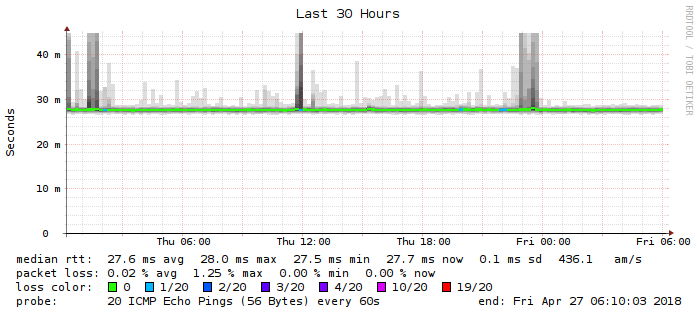 Last 30 Hours
RRDTOOL / TOBI OETIKER
Seconds
40 m
30 m
20 m
10 m
0
Thu 06:00 Thu 12:00 Thu 18:00 Fri 00:00 Fri 06:00
median rtt: 27.6 ms avg 28.0 ms max 27.5 ms min 27.7 ms now 0.1 ms sd 436.1 am/s
packet loss: 0.02 % avg 1.25 % max 0.00 % min 0.00 % now
loss color: 0 1/20 2/20 3/20 4/20 10/20 19/20
probe: 20 ICMP Echo Pings (56 Bytes) every 60s end: Fri Apr 27 06:10:03 2018